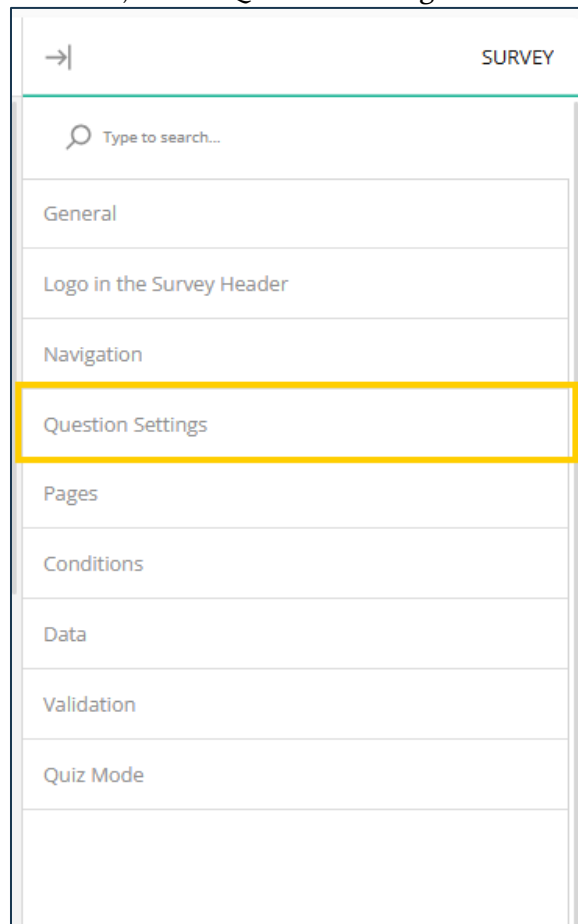 SURVEY
Type to search...
General
Logo in the Survey Header
Navigation
Question Settings
Pages
Conditions
Data
Validation
Quiz Mode